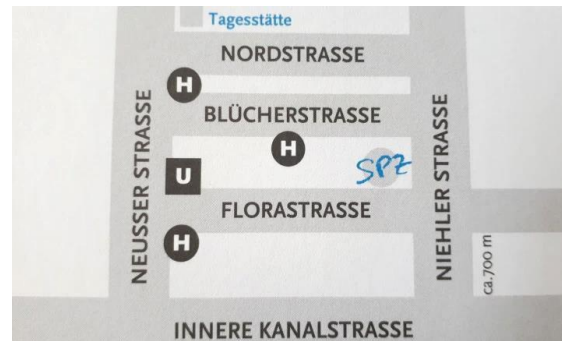 Tagesstätte
NORDSTRASSE
H
BLÜCHERSTRASSE
H
SPZ
U
FLORASTRASSE
H
NEUSSER STRASSE
NIEHLER STRASSE
ca.700 m
INNERE KANALSTRASSE